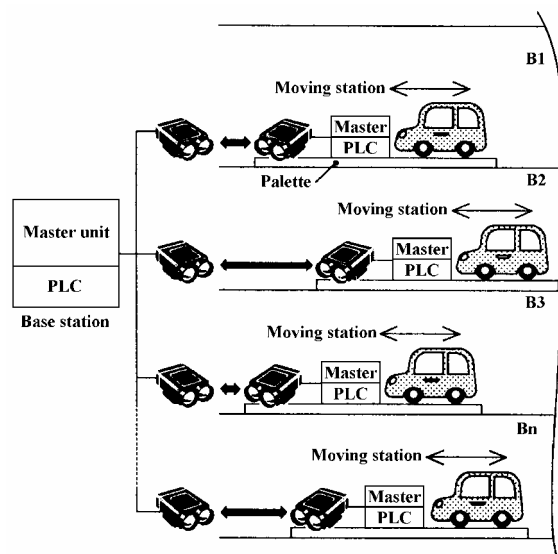 B1
Moving station
Master
PLC
Palette
B2
Moving station
Master unit
PLC
Base station
Master
PLC
B3
Moving station
Master
PLC
Bn
Moving station
Master
PLC